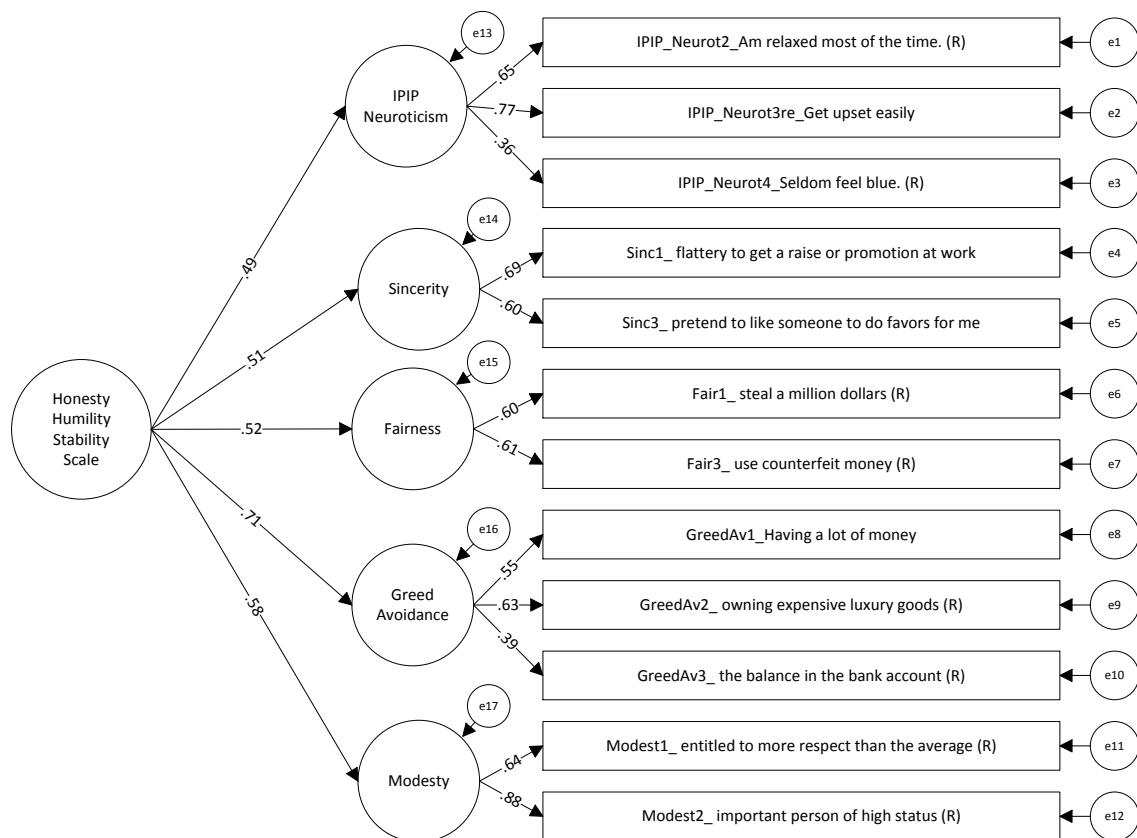 e13
IPIP_Neurot2_Am relaxed most of the time. (R)
e1
.65
IPIP
Neuroticism
.77
IPIP_Neurot3re_Get upset easily
e2
.36
IPIP_Neurot4_Seldom feel blue. (R)
e3
e14
.49
Sincerity
.69
Sinc1_ flattery to get a raise or promotion at work
e4
.60
Sinc3_ pretend to like someone to do favors for me
e5
.51
e15
Honesty
Humility
Stability
Scale
.52
Fairness
.60
Fair1_ steal a million dollars (R)
e6
.61
Fair3_ use counterfeit money (R)
e7
.71
e16
Greed
Avoidance
.55
GreedAv1_Having a lot of money
e8
.63
GreedAv2_ owning expensive luxury goods (R)
e9
.39
GreedAv3_ the balance in the bank account (R)
e10
.58
e17
Modesty
.64
Modest1_ entitled to more respect than the average (R)
e11
.88
Modest2_ important person of high status (R)
e12